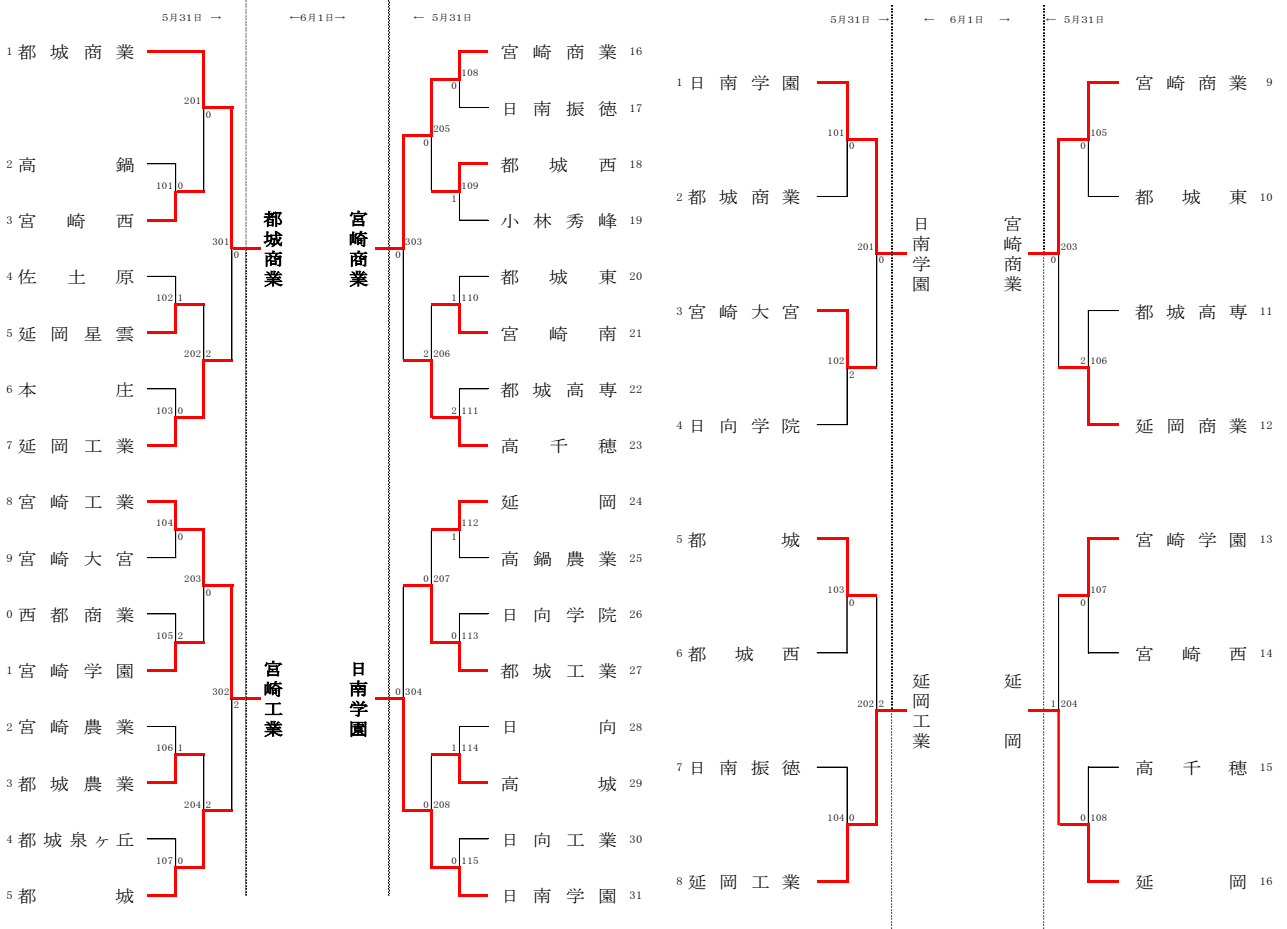 5月31日 →
←6月1日→
← 5月31日
1 都城商業
201
0
2 高鍋
101 0
3 宮崎西
301
0
4 佐土原
102 1
5 延岡星雲
202 2
6 本庄
103 0
7 延岡工業
8 宮崎工業
104
0
9 宮崎大宮
203
0
0 西都商業
105 2
1 宮崎学園
302
2
2 宮崎農業
106 1
3 都城農業
204 2
4 都城泉ヶ丘
107 0
5 都城
都城商業
宮崎工業
宮崎商業
日南学園
宮崎商業 16
108
0
日南振徳 17
205
0
都城西 18
109
1
小林秀峰 19
303
0
都城東 20
1 110
宮崎南 21
2 206
都城高専 22
2 111
高千穂 23
延岡 24
112
1
高鍋農業 25
0 207
日向学院 26
0 113
都城工業 27
0 304
日向 28
1 114
高城 29
0 208
日向工業 30
0 115
日南学園 31
5月31日 →
← 6月1日 →
← 5月31日
1 日南学園
101
0
2 都城商業
201
0
3 宮崎大宮
102
2
4 日向学院
5 都城
103
0
6 都城西
202 2
7 日南振徳
104 0
8 延岡工業
日南学園
延岡工業
宮崎商業
延岡
宮崎商業 9
105
0
都城東 10
203
0
都城高専 11
2 106
延岡商業 12
宮崎学園 13
107
0
宮崎西 14
1 204
高千穂 15
0 108
延岡 16